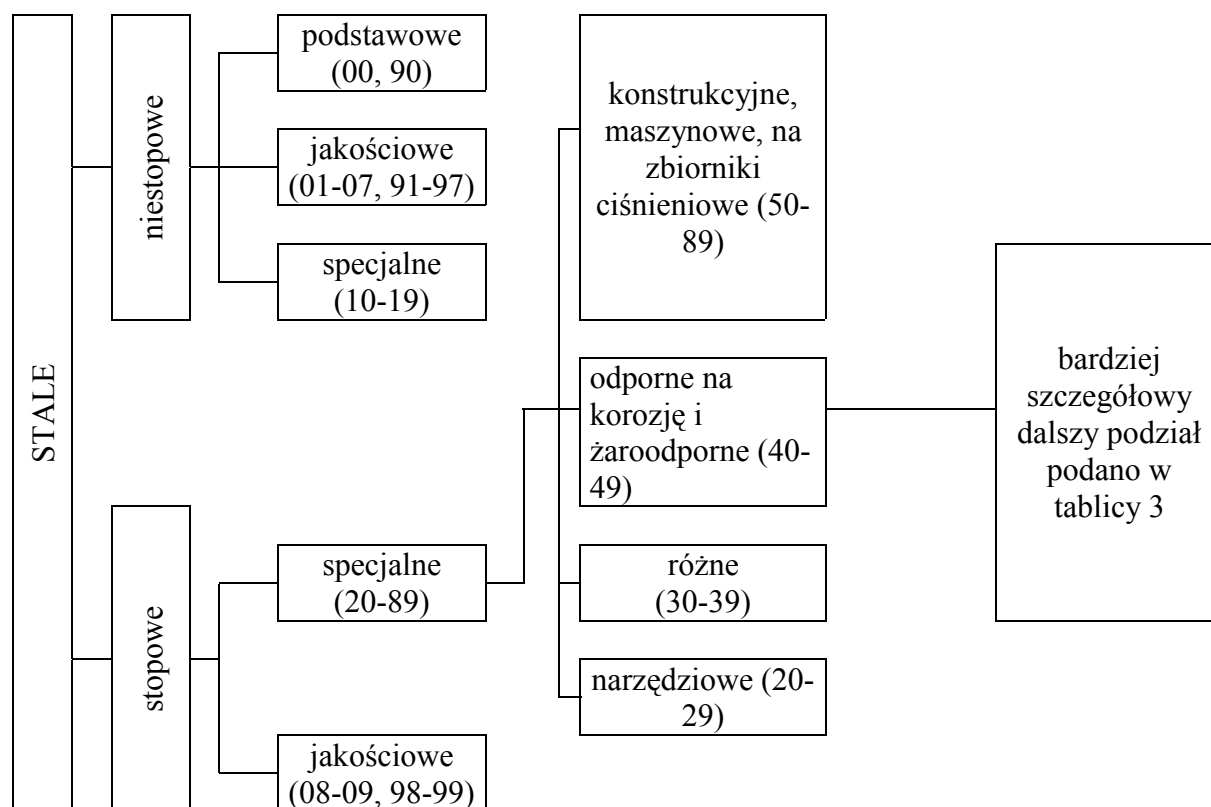 STALE
niestopowe
podstawowe
(00, 90)
jakościowe
(01-07, 91-97)
specjalne
(10-19)
stopowe
specjalne
(20-89)
jakościowe
(08-09, 98-99)
konstrukcyjne,
maszynowe, na
zbiorniki
ciśnieniowe (50-
89)
odporne na
korozję i
żaroodporne (40-
49)
różne
(30-39)
narzędziowe (20-
29)
bardziej
szczegółowy
dalszy podział
podano w
tablicy 3